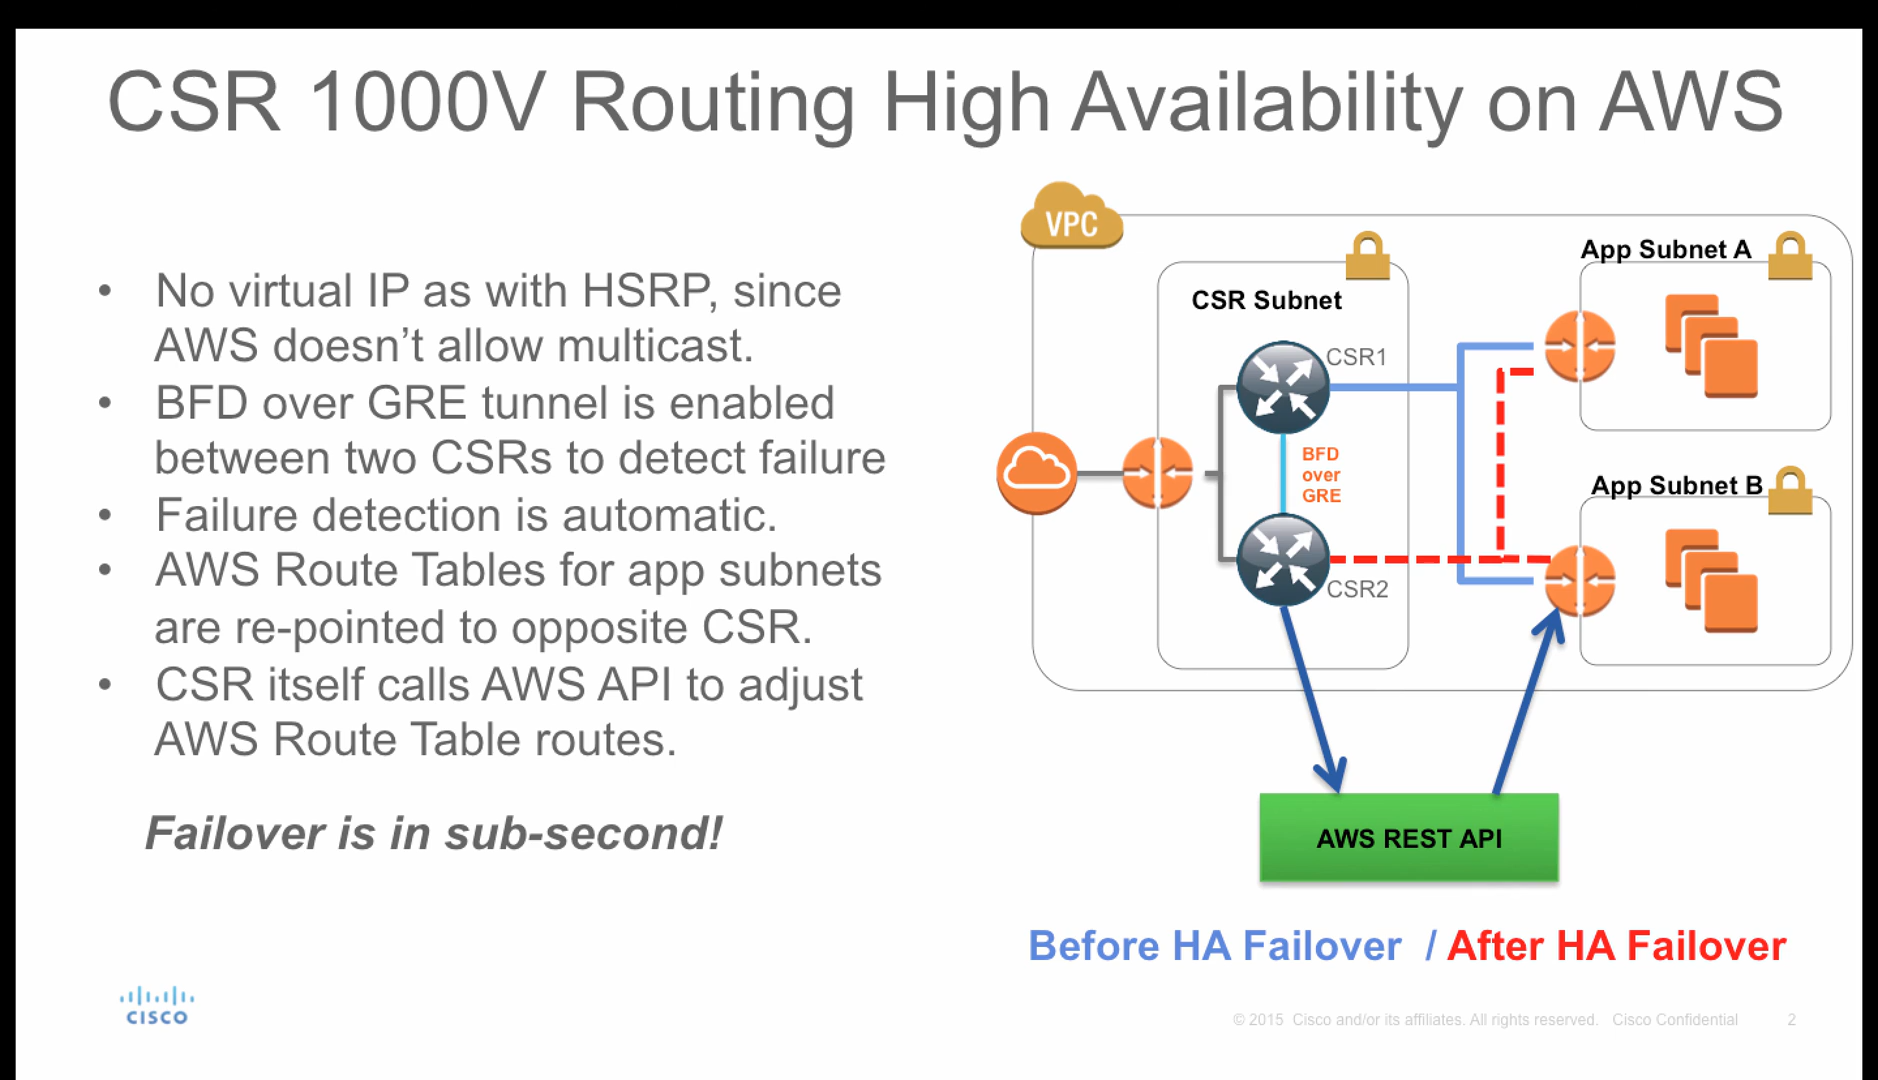 CSR 1000V Routing High Availability on AWS
• No virtual IP as with HSRP, since
AWS doesn’t allow multicast.
• BFD over GRE tunnel is enabled
between two CSRs to detect failure
• Failure detection is automatic.
• AWS Route Tables for app subnets
are re-pointed to opposite CSR.
• CSR itself calls AWS API to adjust
AWS Route Table routes.
Failover is in sub-second!
VPC
CSR Subnet
CSR1
BFD
over
GRE
CSR2
App Subnet A
App Subnet B
AWS REST API
Before HA Failover / After HA Failover
CISCO
© 2015 Cisco and/or its affiliates. All rights reserved. Cisco Confidential 2